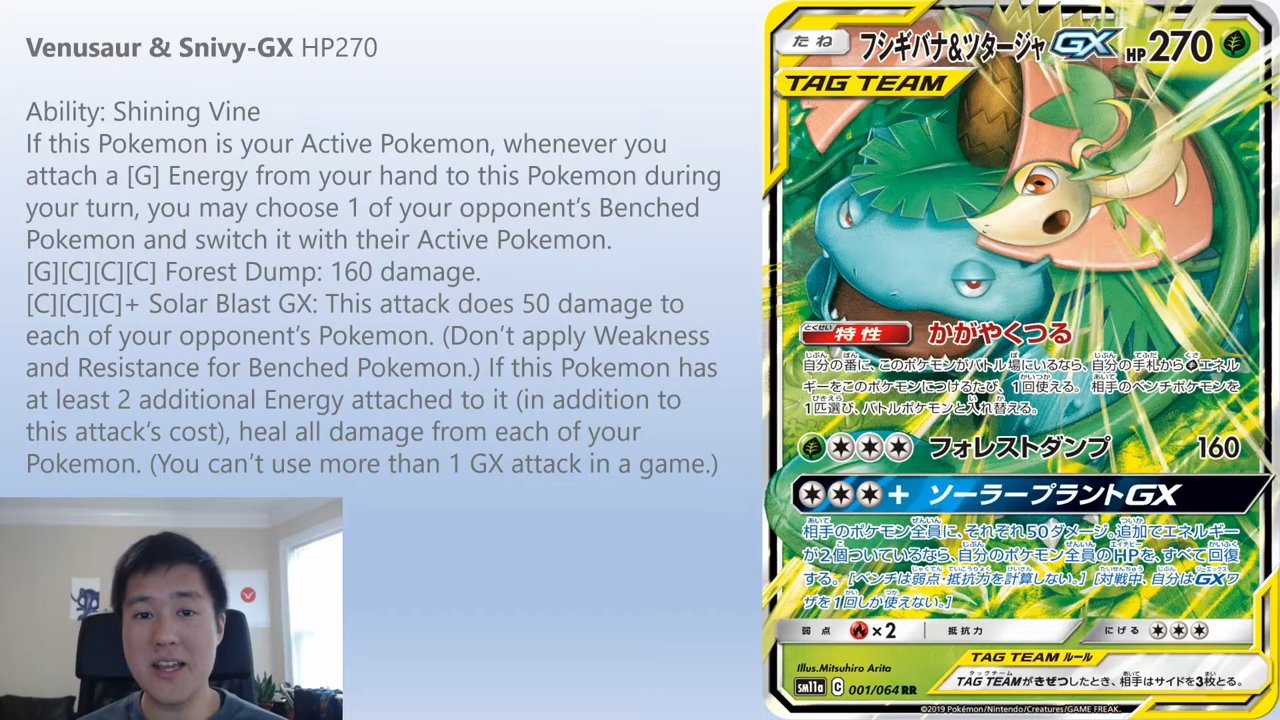 Venusaur & Snivy-GX HP270
Ability: Shining Vine
If this Pokemon is your Active Pokemon, whenever you
attach a [G] Energy from your hand to this Pokemon during
your turn, you may choose 1 of your opponent's Benched
Pokemon and switch it with their Active Pokemon.
[G][C][C][C] Forest Dump: 160 damage.
[C][C][C]+ Solar Blast GX: This attack does 50 damage to
each of your opponent's Pokemon. (Don't apply Weakness
and Resistance for Benched Pokemon.) If this Pokemon has
at least 2 additional Energy attached to it (in addition to
this attack's cost), heal all damage from each of your
Pokemon. (You can't use more than 1 GX attack in a game.)
たね フシギバナ&ツタージャGX HP270
TAG TEAM
とくせい
特性 かがやくつる
自分の番に、このポケモンがバトル場にいるなら、自分の手札からエネル
ギーをこのポケモンにつけるたび、1回使える。相手のベンチポケモンを
1匹選び、バトルポケモンと入れ替える。
フォレストダンプ 160
+ ソーラープラントGX
相手のポケモン全員に、それぞれ50ダメージ。追加でエネルギー
が2個ついているなら、自分のポケモン全員のHPを、すべて回復
する。[ベンチは弱点・抵抗力を計算しない。] [対戦中、自分はGXワ
ザを1回しか使えない。]
弱点 ×2 抵抗力 にげる
Illus.Mitsuhiro Arita
TAG TEAM ルール
TAG TEAMがきぜつしたとき、相手はサイドを3枚とる。
sm11a C 001/064 RR
©2019 Pokémon/Nintendo/Creatures/GAME FREAK.